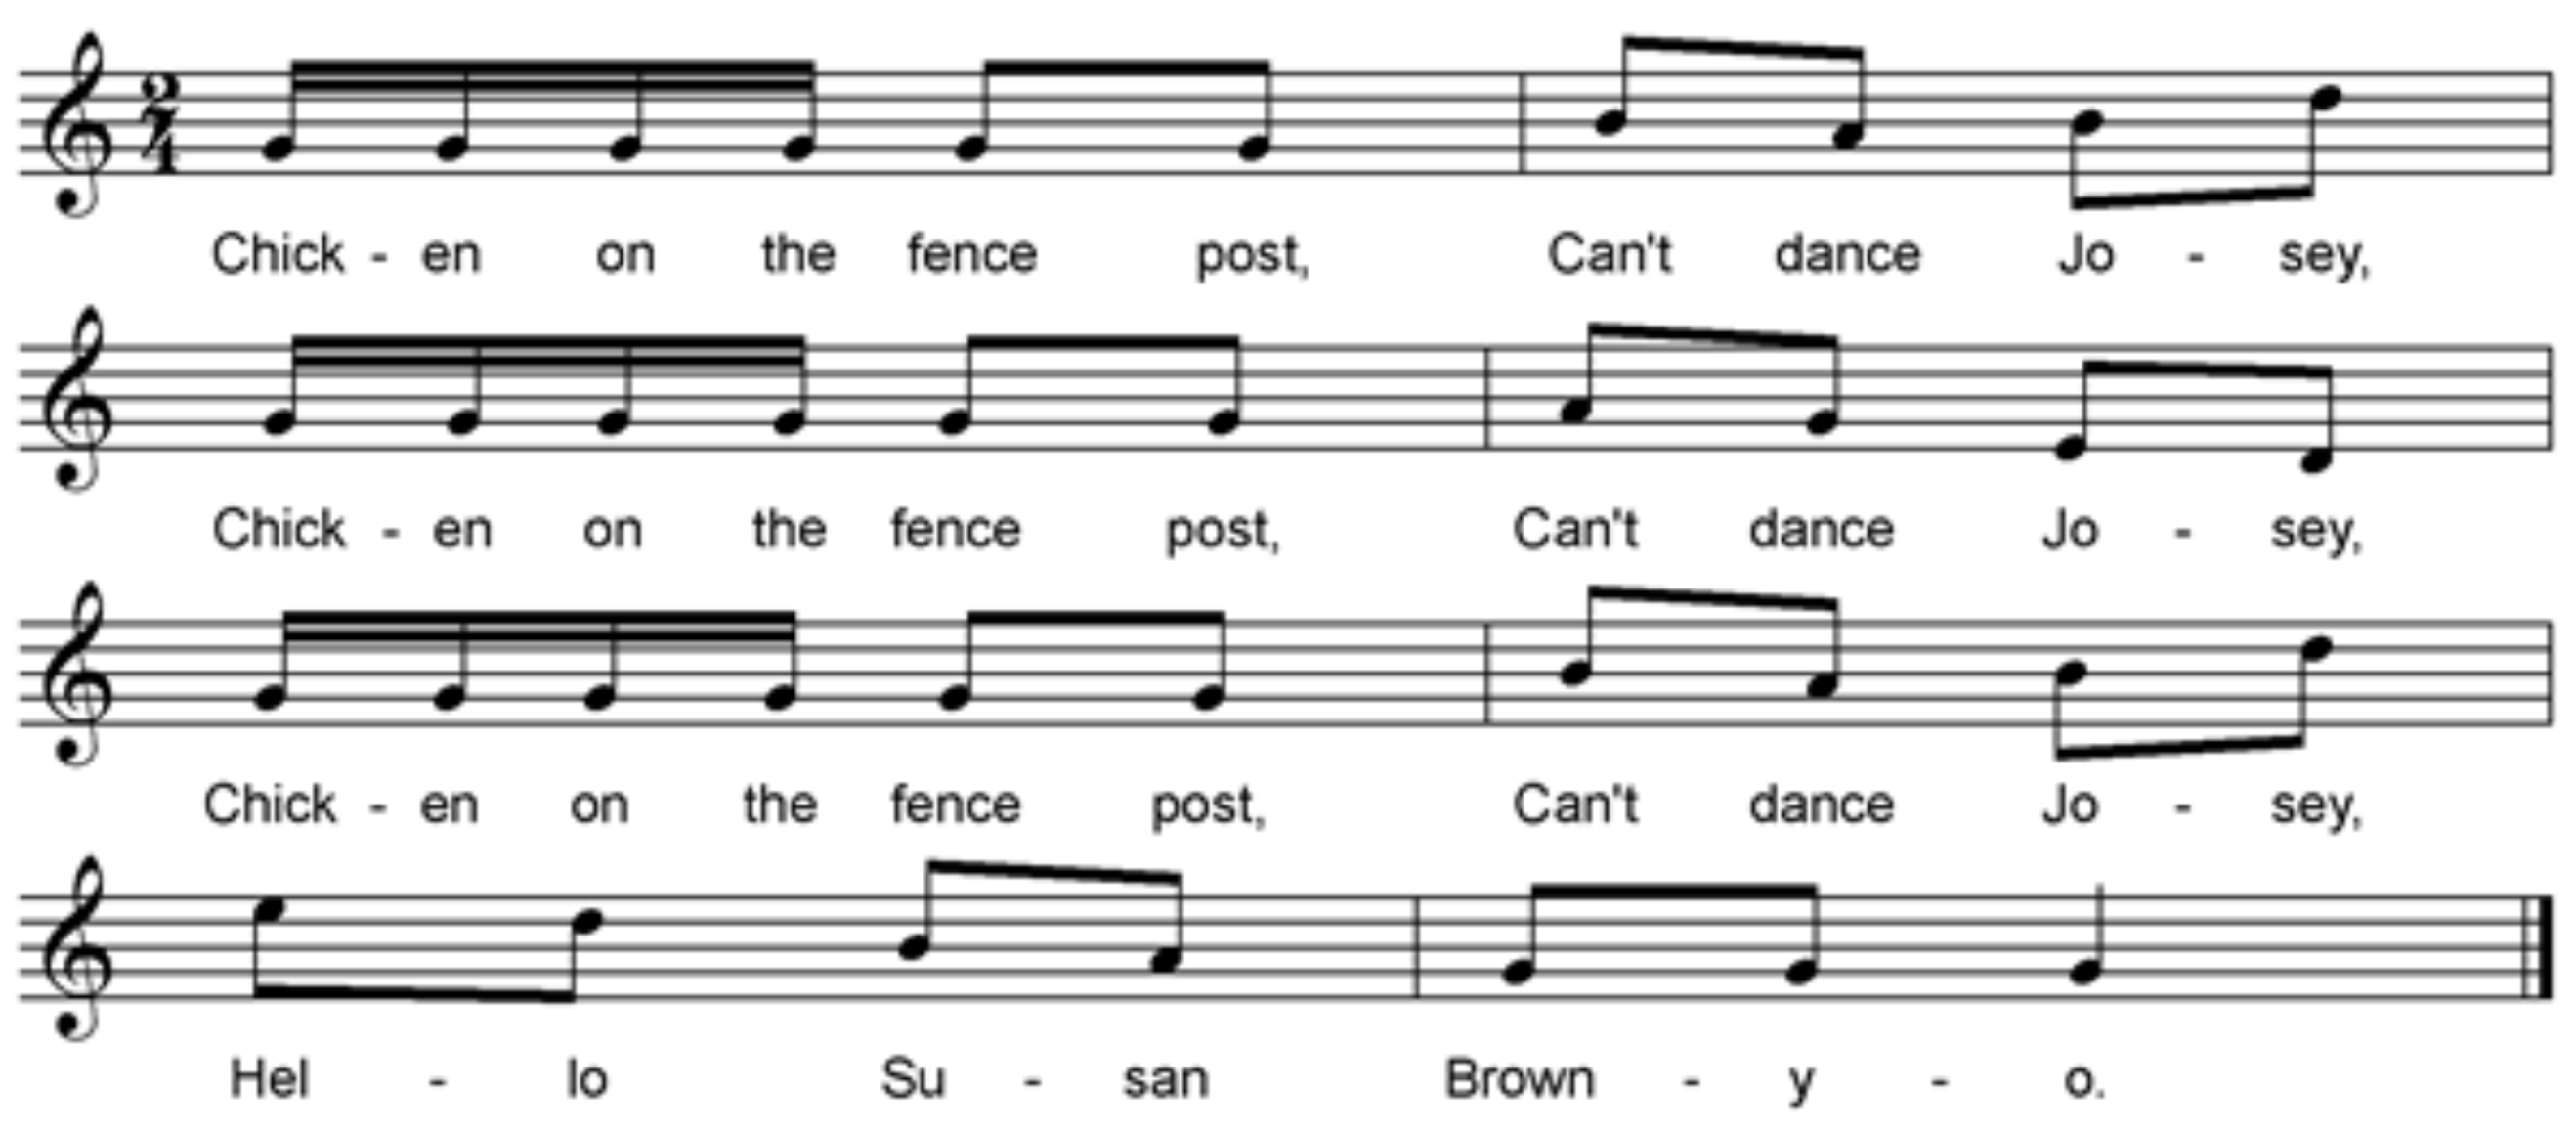 2
4
Chick - en on the fence post, Can't dance Jo - sey,
Chick - en on the fence post, Can't dance Jo - sey,
Chick - en on the fence post, Can't dance Jo - sey,
Hel - lo Su - san Brown - y - o.